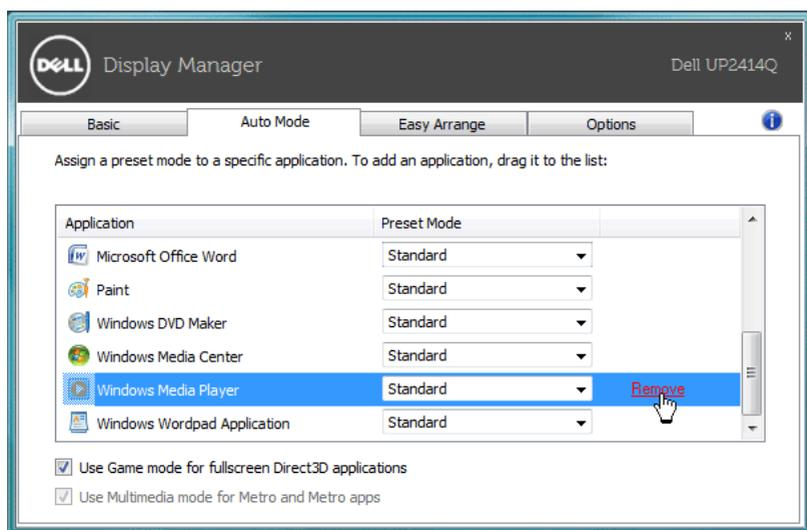 x
DELL Display Manager Dell UP2414Q
Basic Auto Mode Easy Arrange Options i
Assign a preset mode to a specific application. To add an application, drag it to the list:
Application Preset Mode
Microsoft Office Word Standard
Paint Standard
Windows DVD Maker Standard
Windows Media Center Standard
Windows Media Player Standard Remove
Windows Wordpad Application Standard
Use Game mode for fullscreen Direct3D applications
Use Multimedia mode for Metro and Metro apps